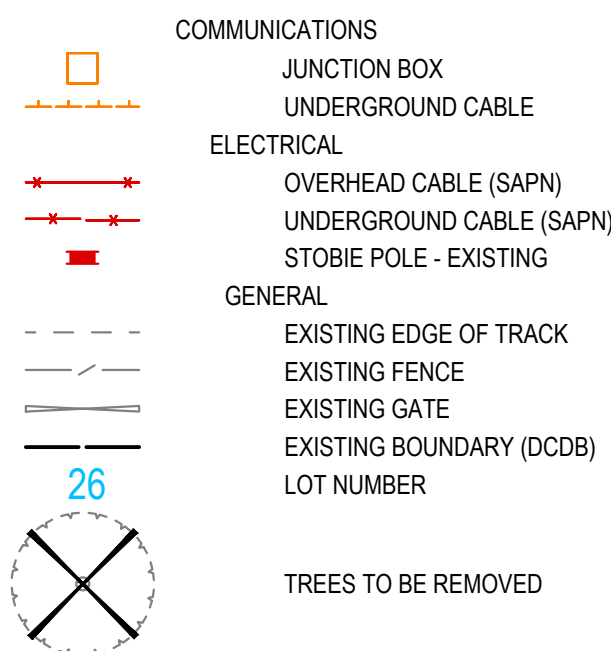 COMMUNICATIONS
JUNCTION BOX
UNDERGROUND CABLE
ELECTRICAL
OVERHEAD CABLE (SAPN)
UNDERGROUND CABLE (SAPN)
STOBIE POLE - EXISTING
GENERAL
EXISTING EDGE OF TRACK
EXISTING FENCE
EXISTING GATE
EXISTING BOUNDARY (DCDB)
26 LOT NUMBER
TREES TO BE REMOVED